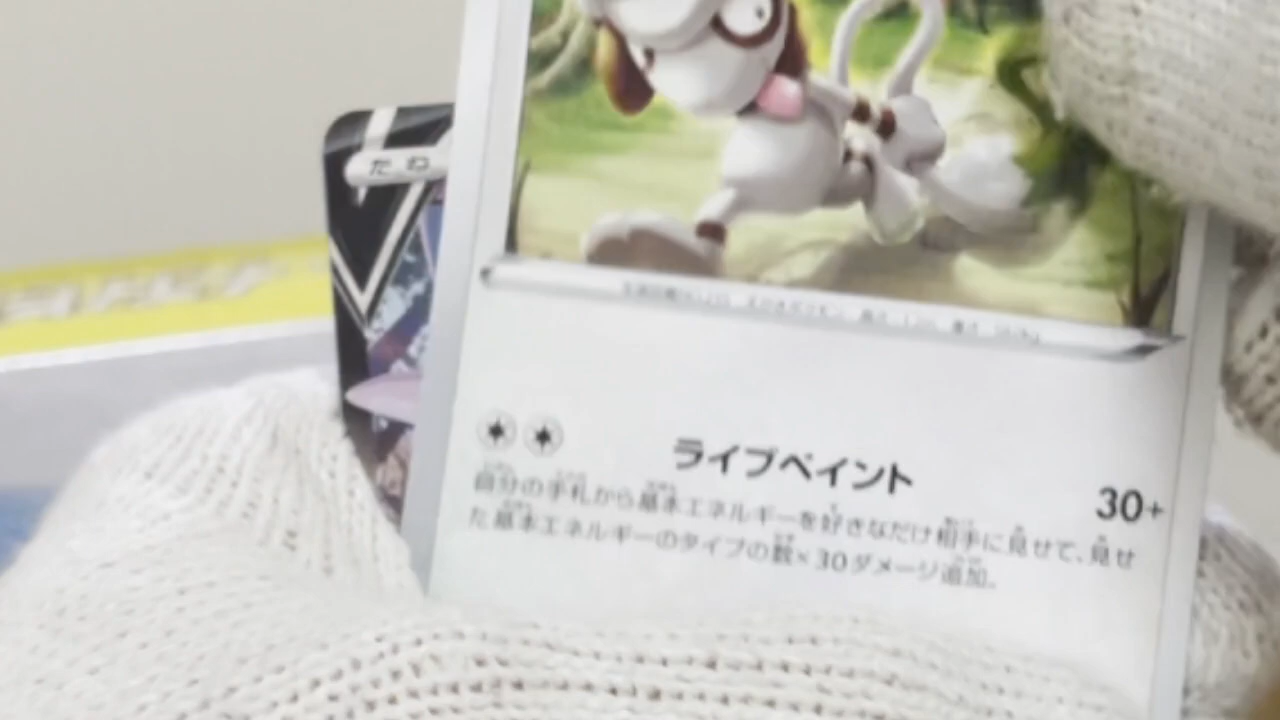 たね
ライブペイント
30+
自分の手札から基本エネルギーを好きなだけ相手に見せて、見せ
た基本エネルギーのタイプの数×30ダメージ追加。